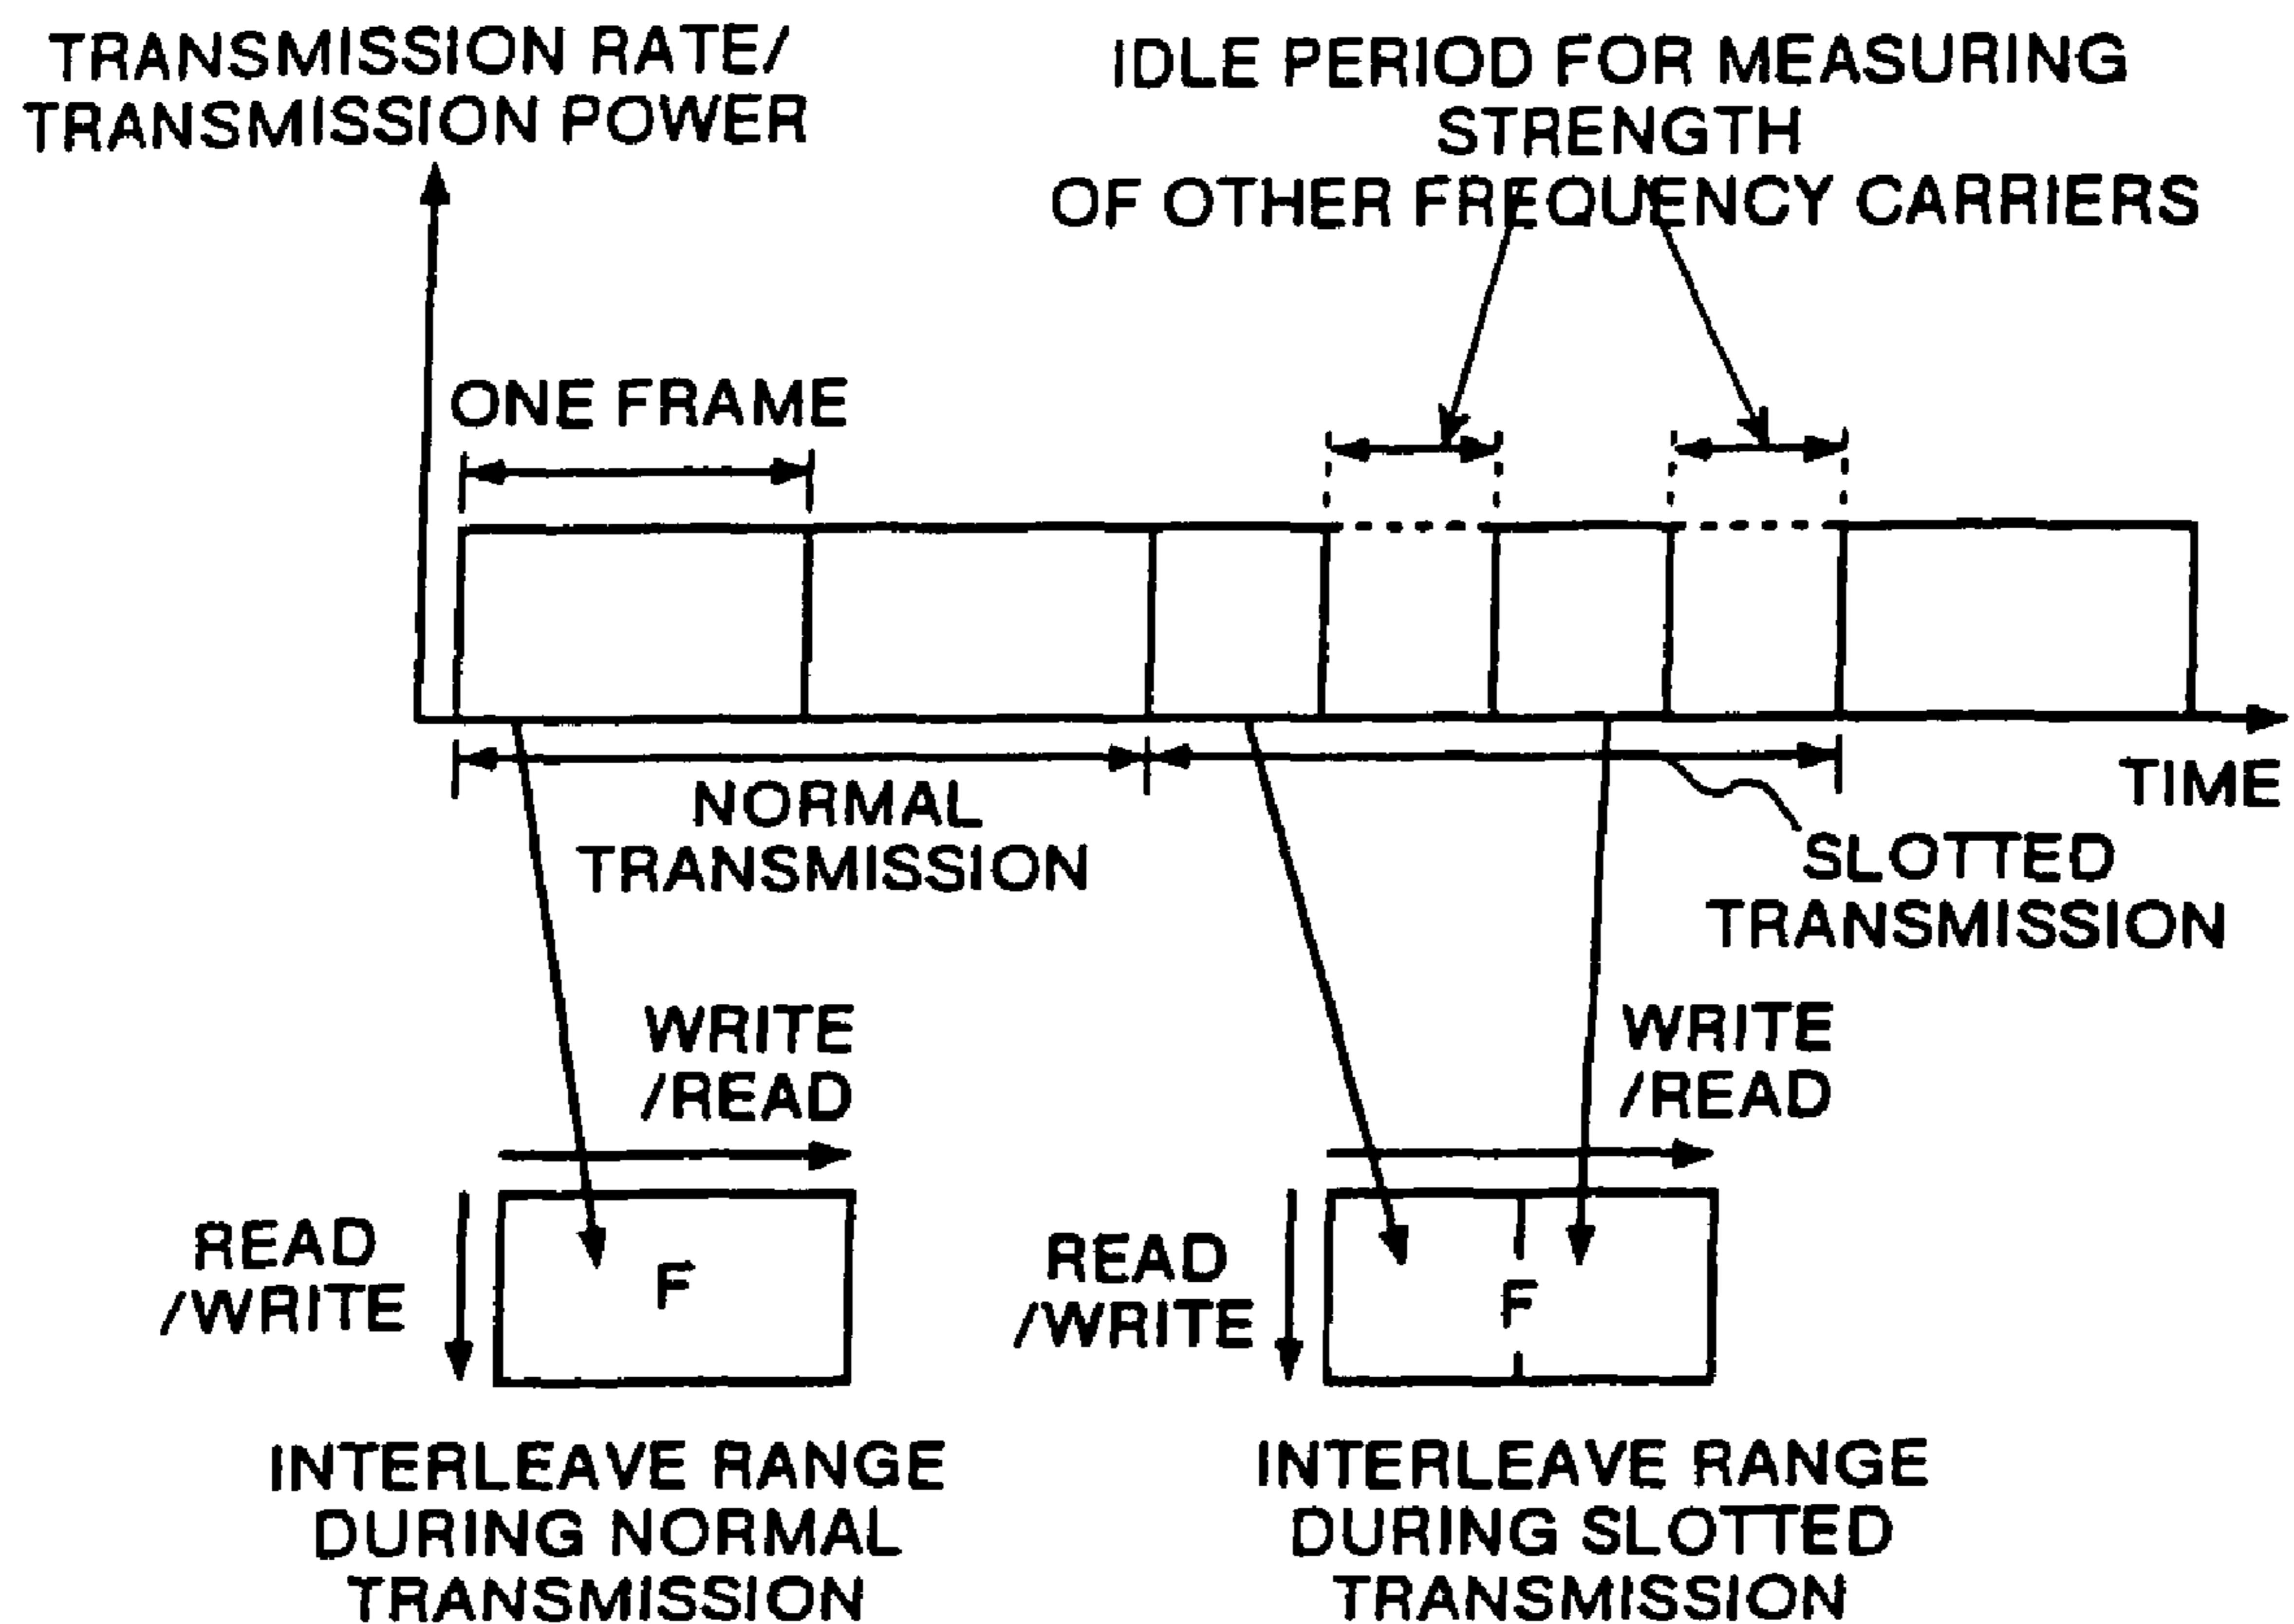 TRANSMISSION RATE/
TRANSMISSION POWER
IDLE PERIOD FOR MEASURING
STRENGTH
OF OTHER FREQUENCY CARRIERS
ONE FRAME
TIME
NORMAL
TRANSMISSION
SLOTTED
TRANSMISSION
WRITE
/READ
READ
/WRITE
F
INTERLEAVE RANGE
DURING NORMAL
TRANSMISSION
WRITE
/READ
READ
/WRITE
F
INTERLEAVE RANGE
DURING SLOTTED
TRANSMISSION